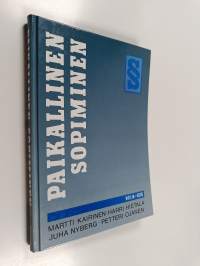 PAIKALLINEN
SOPIMINEN
MARTTI KAIRINEN · HARRI HIETALA
JUHA NYBERG · PETTERI OJANEN